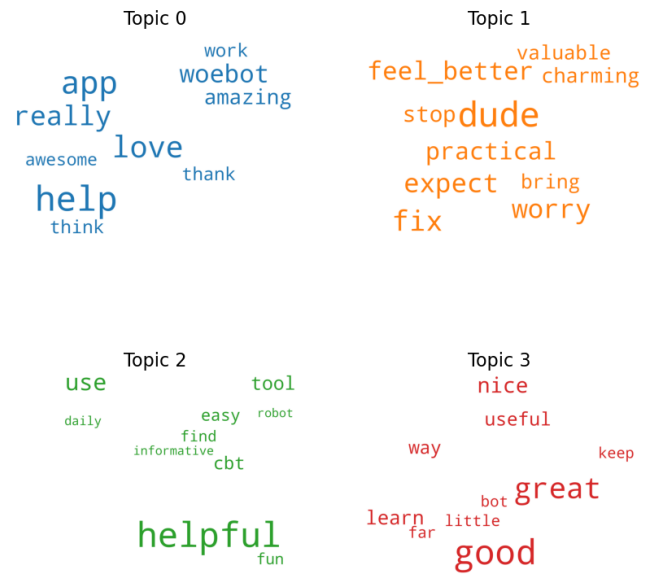 Topic 0
work
woebot
app
amazing
really
love
awesome
thank
help
think
Topic 1
valuable
feel_better
charming
stop
dude
practical
expect
bring
worry
fix
Topic 2
use
tool
easy
robot
daily
find
informative
cbt
helpful
fun
Topic 3
nice
useful
way
keep
great
bot
learn
little
far
good